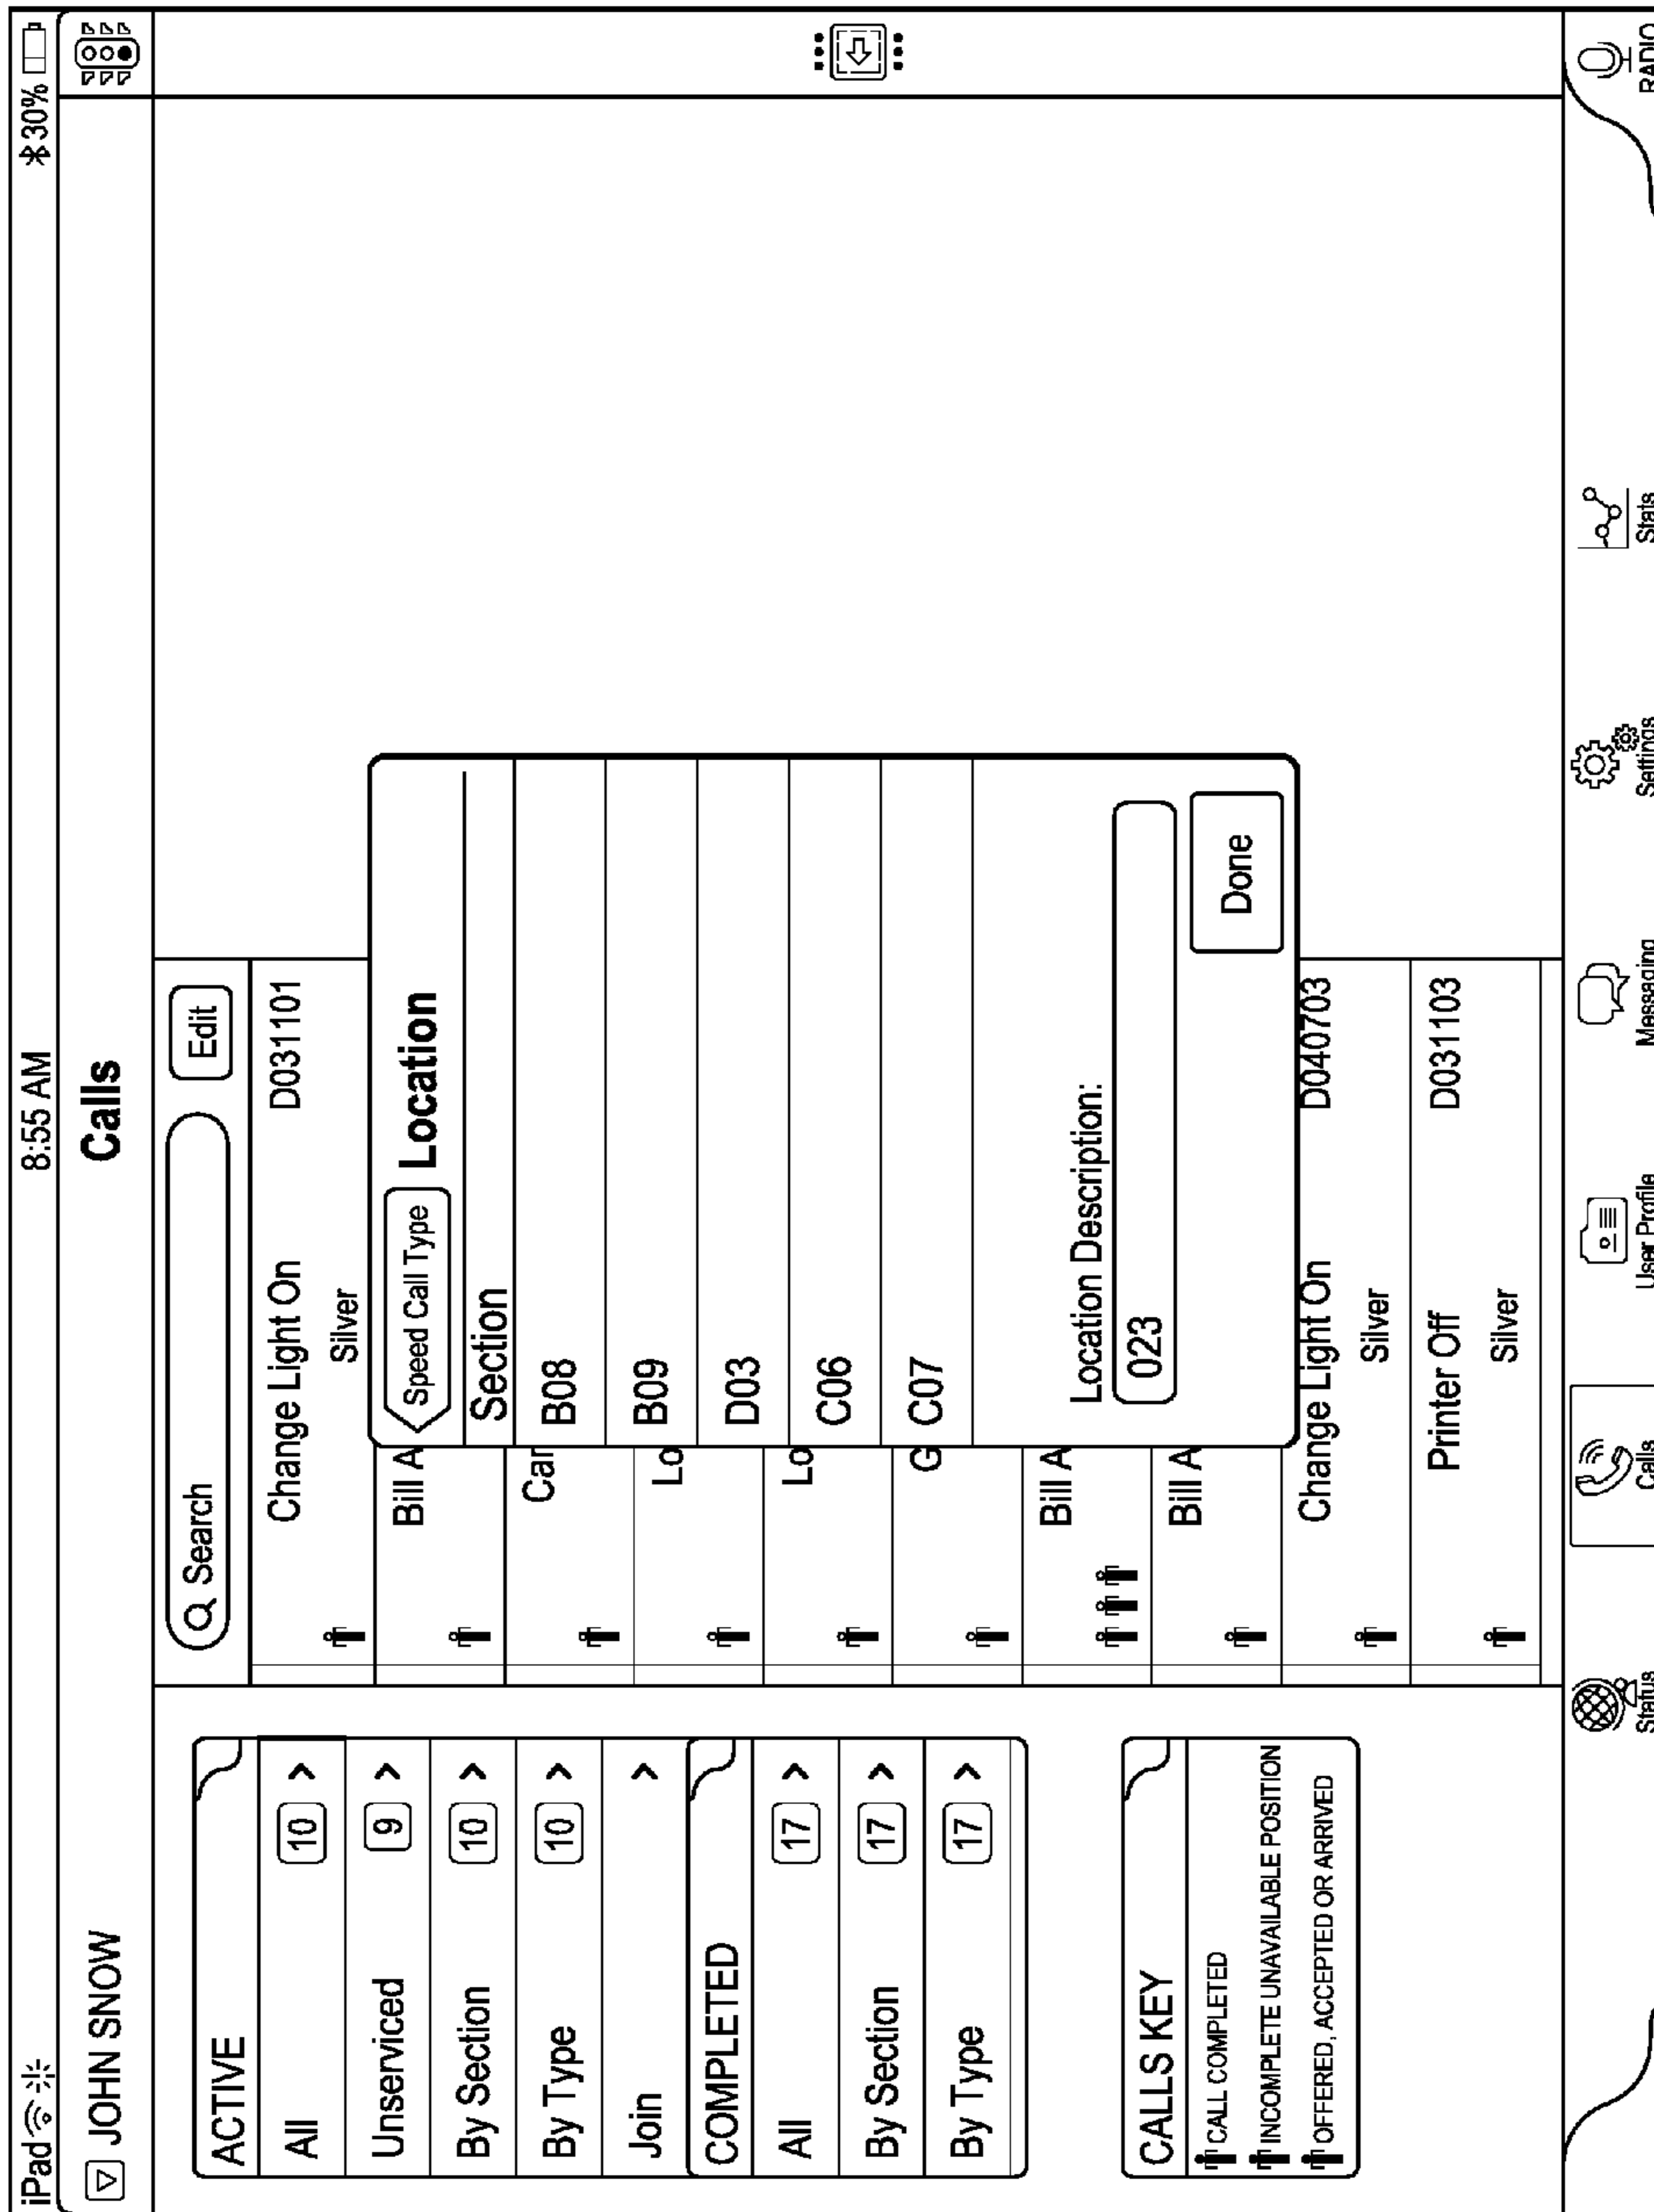 iPad 8:55 AM 30%
JOHN SNOW Calls
ACTIVE
All 10 >
Unserviced 9 >
By Section 10 >
By Type 10 >
Join >
COMPLETED
All 17 >
By Section 17 >
By Type 17 >
CALLS KEY
CALL COMPLETED
INCOMPLETE UNAVAILABLE POSITION
OFFERED, ACCEPTED OR ARRIVED
Search Edit
Change Light On D031101
Silver
Bill A
Car
Lo
Lo
G
Bill A
Bill A
Change Light On D040703
Silver
Printer Off D031103
Silver
Speed Call Type Location
Section
B08
B09
D03
C06
C07
Location Description:
023
Done
Status Calls User Profile Messaging Settings Stats RADIO